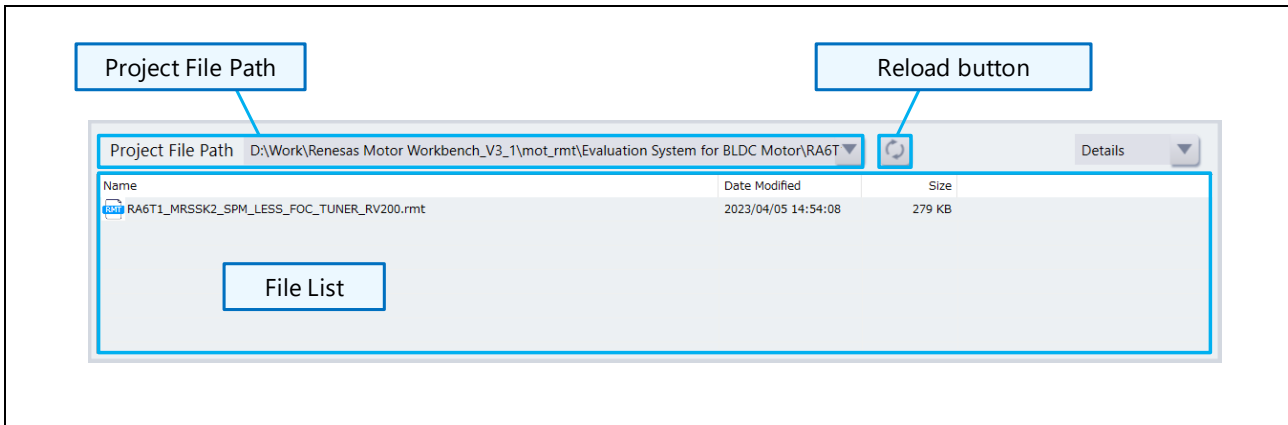 Project File Path
Reload button
Project File Path D:\Work\Renesas Motor Workbench_V3_1\mot_rmt\Evaluation System for BLDC Motor\RA6T
Details
Name Date Modified Size
RMT RA6T1_MRSSK2_SPM_LESS_FOC_TUNER_RV200.rmt 2023/04/05 14:54:08 279 KB
File List